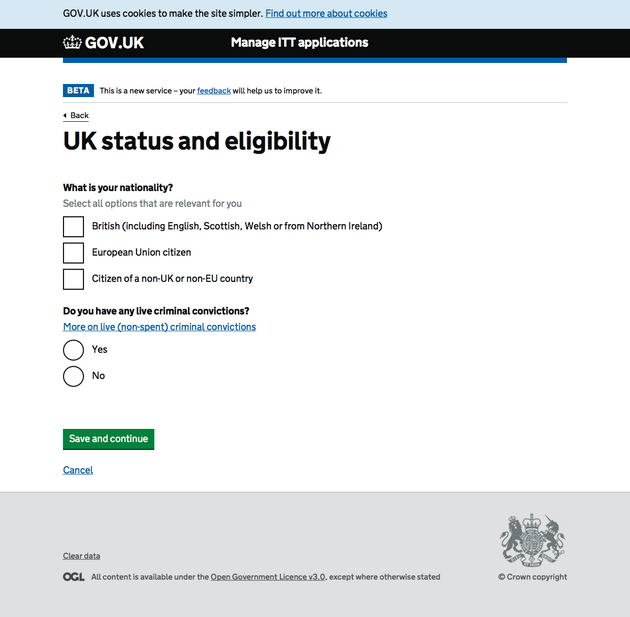 GOV.UK uses cookies to make the site simpler. Find out more about cookies
GOV.UK Manage ITT applications
BETA This is a new service – your feedback will help us to improve it.
Back
UK status and eligibility
What is your nationality?
Select all options that are relevant for you
British (including English, Scottish, Welsh or from Northern Ireland)
European Union citizen
Citizen of a non-UK or non-EU country
Do you have any live criminal convictions?
More on live (non-spent) criminal convictions
Yes
No
Save and continue
Cancel
Clear data
OGL All content is available under the Open Government Licence v3.0, except where otherwise stated
© Crown copyright